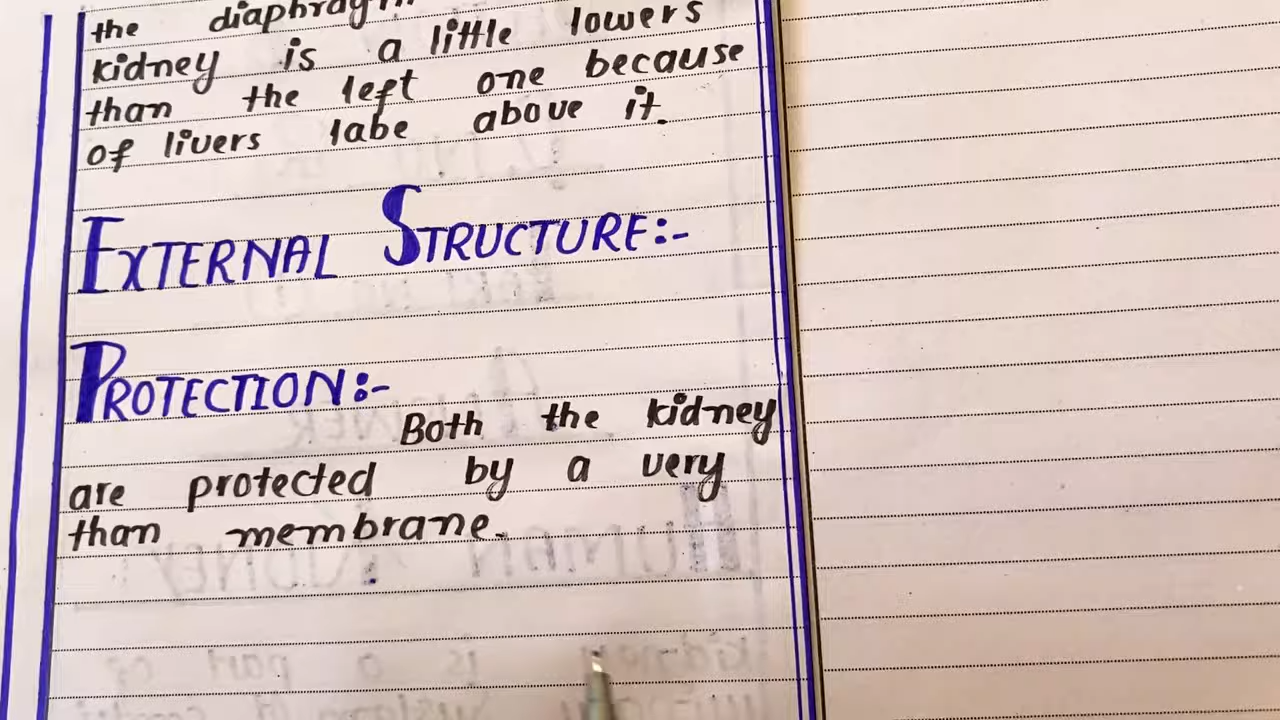 the diaphragm
kidney is a little lowers
than the left one because
of livers labe above it.
EXTERNAL STRUCTURE:-
PROTECTION:-
Both the kidney
are protected by a very
than membrane.